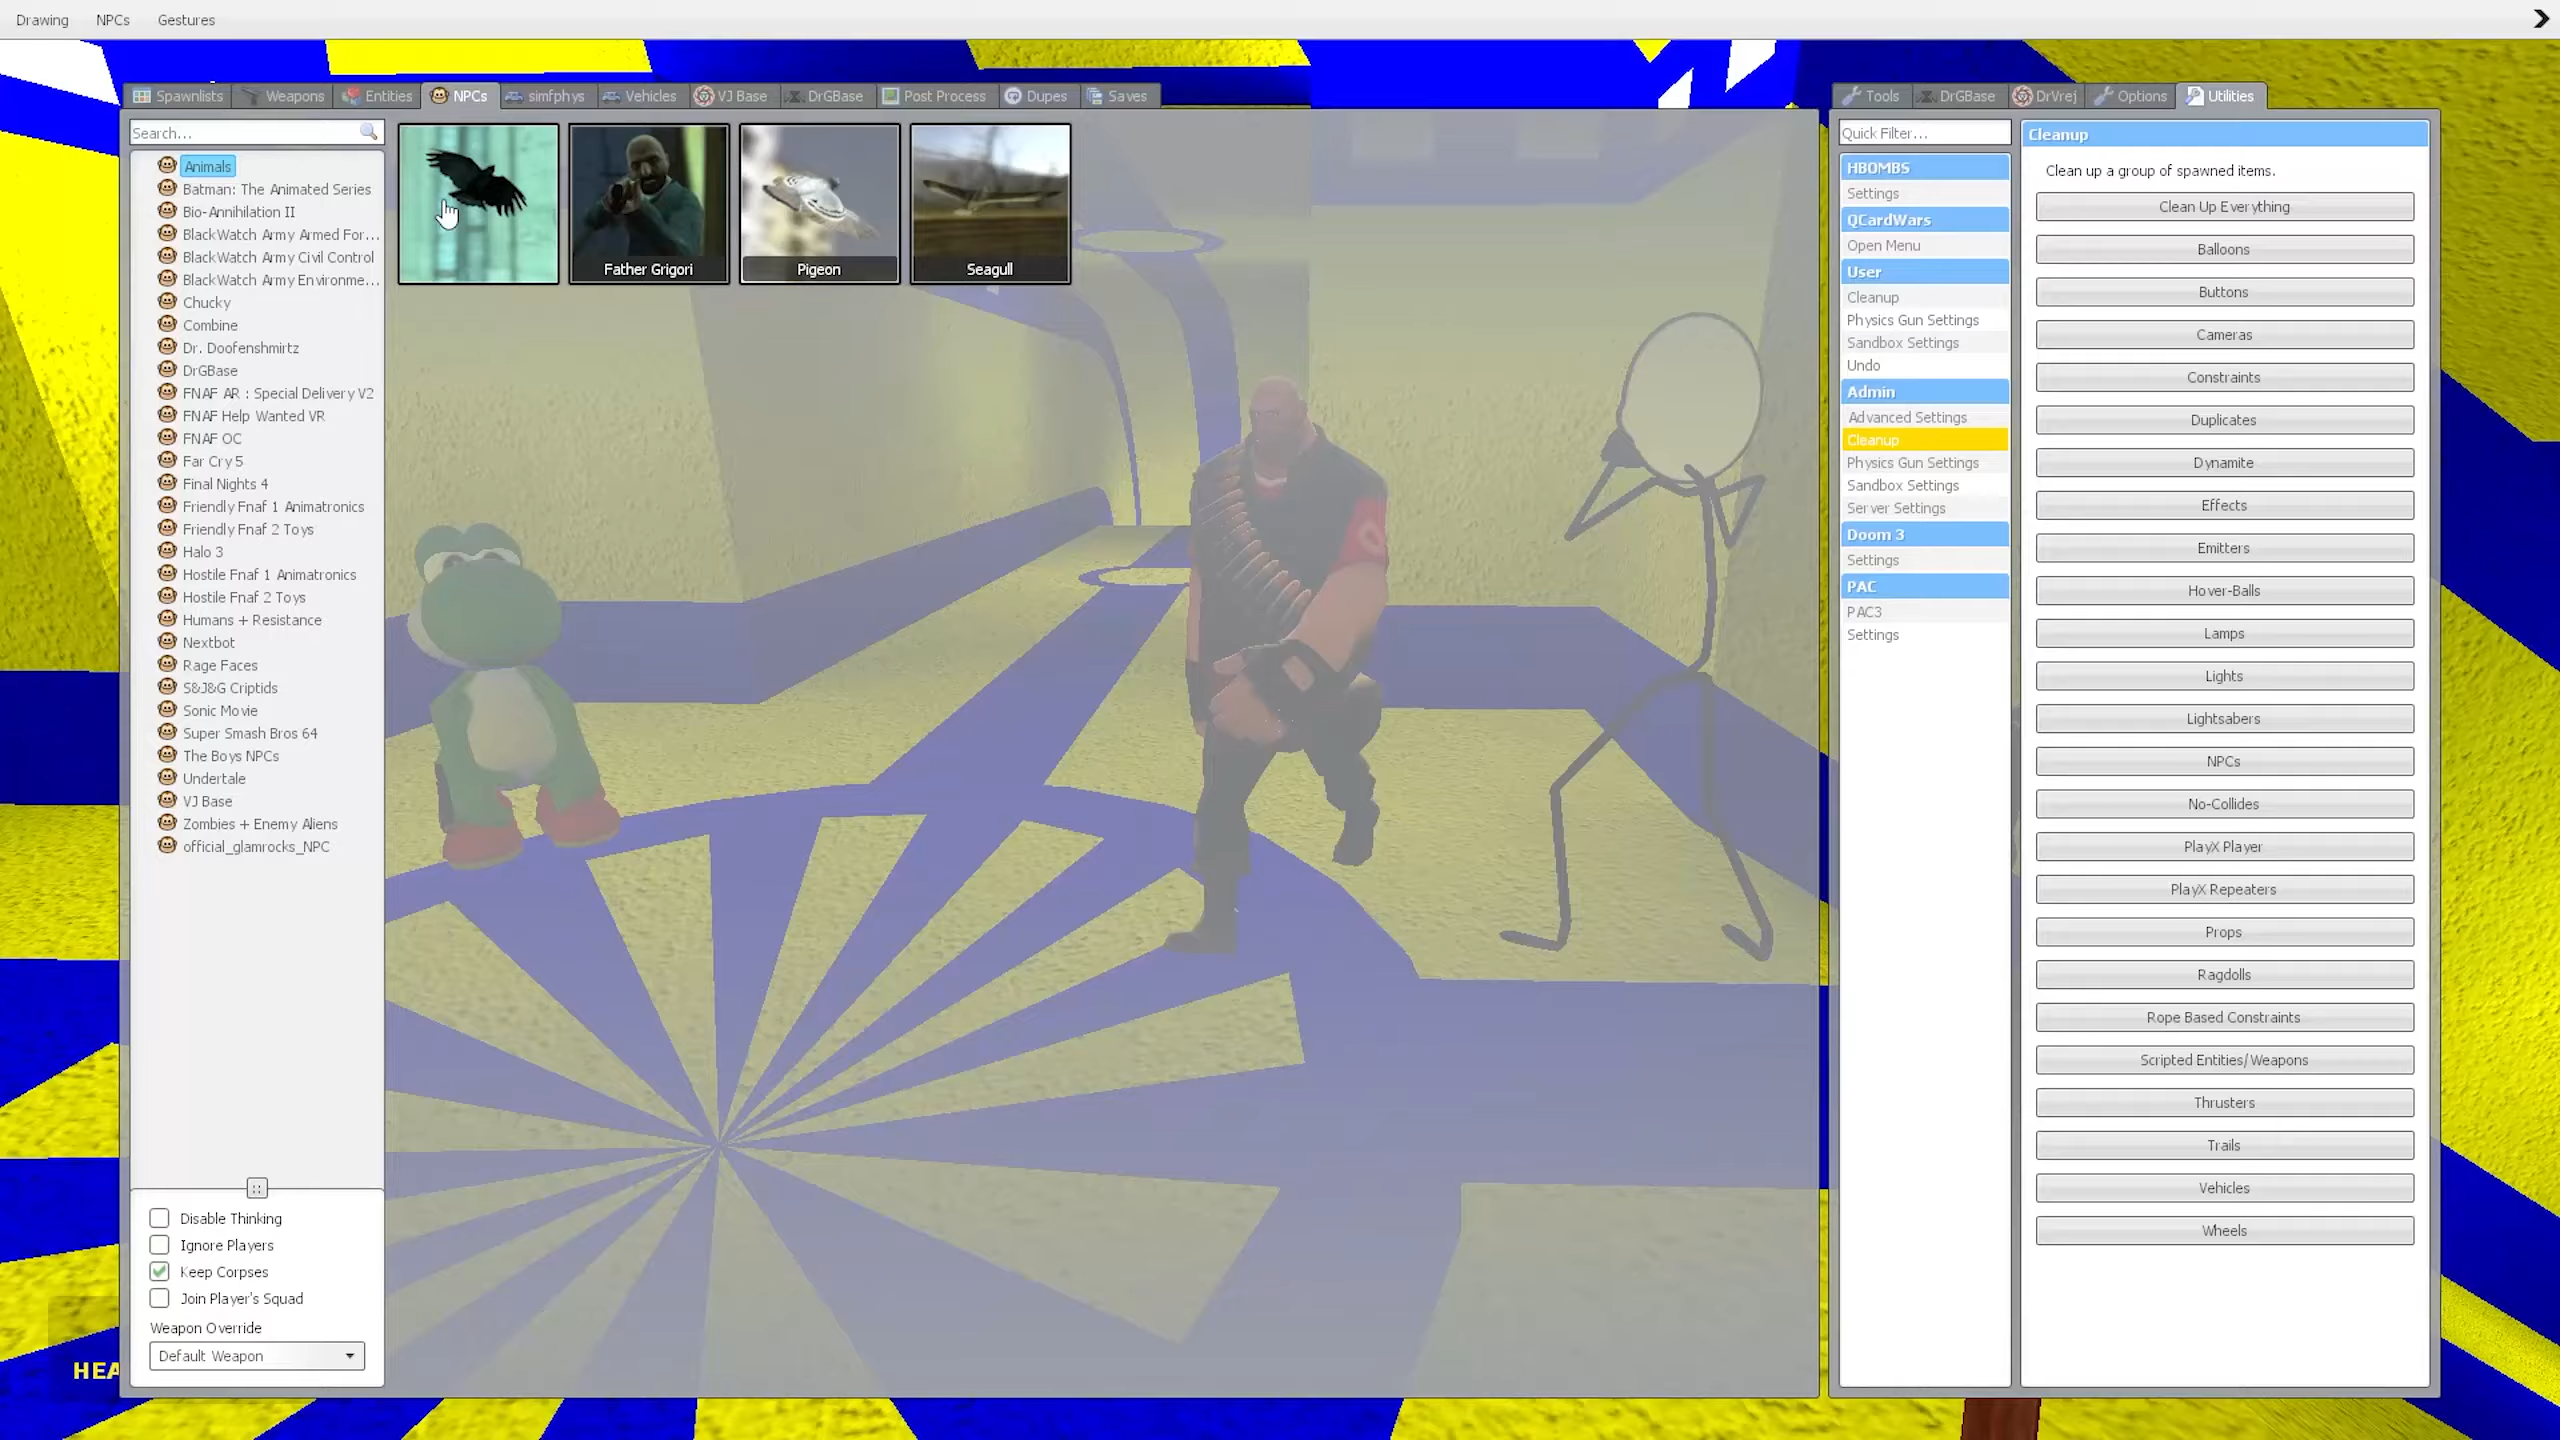 Drawing NPCs Gestures
Spawnlists Weapons Entities NPCs simfphys Vehicles VJ Base DrGBase Post Process Dupes Saves
Tools DrGBase DrVrej Options Utilities
Search...
Animals
Batman: The Animated Series
Bio-Annihilation II
BlackWatch Army Armed For...
BlackWatch Army Civil Control
BlackWatch Army Environme...
Chucky
Combine
Dr. Doofenshmirtz
DrGBase
FNAF AR : Special Delivery V2
FNAF Help Wanted VR
FNAF OC
Far Cry 5
Final Nights 4
Friendly Fnaf 1 Animatronics
Friendly Fnaf 2 Toys
Halo 3
Hostile Fnaf 1 Animatronics
Hostile Fnaf 2 Toys
Humans + Resistance
Nextbot
Rage Faces
S&J&G Criptids
Sonic Movie
Super Smash Bros 64
The Boys NPCs
Undertale
VJ Base
Zombies + Enemy Aliens
official_glamrocks_NPC
Disable Thinking
Ignore Players
Keep Corpses
Join Player's Squad
Weapon Override
Default Weapon
HEA
Father Grigori
Pigeon
Seagull
Quick Filter...
HBOMBS
Settings
QCardWars
Open Menu
User
Cleanup
Physics Gun Settings
Sandbox Settings
Undo
Admin
Advanced Settings
Cleanup
Physics Gun Settings
Sandbox Settings
Server Settings
Doom 3
Settings
PAC
PAC3
Settings
Cleanup
Clean up a group of spawned items.
Clean Up Everything
Balloons
Buttons
Cameras
Constraints
Duplicates
Dynamite
Effects
Emitters
Hover-Balls
Lamps
Lights
Lightsabers
NPCs
No-Collides
PlayX Player
PlayX Repeaters
Props
Ragdolls
Rope Based Constraints
Scripted Entities/Weapons
Thrusters
Trails
Vehicles
Wheels